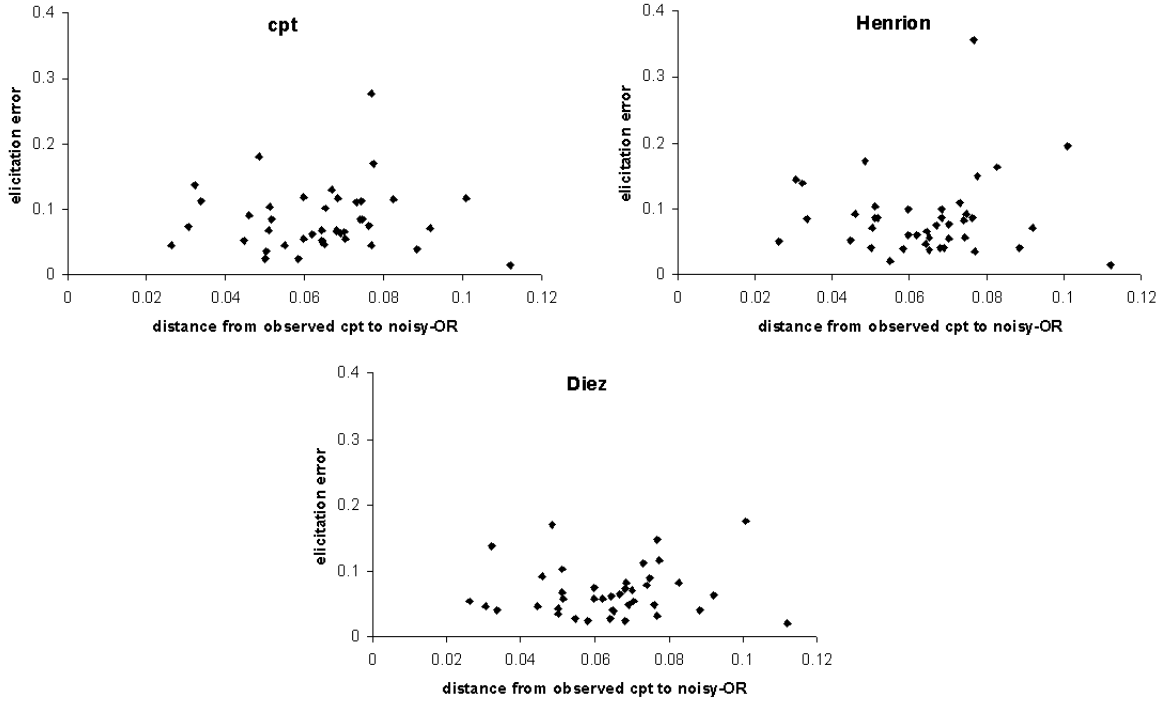 cpt
elicitation error
0.4
0.3
0.2
0.1
0
0 0.02 0.04 0.06 0.08 0.1 0.12
distance from observed cpt to noisy-OR
Henrion
elicitation error
0.4
0.3
0.2
0.1
0
0 0.02 0.04 0.06 0.08 0.1 0.12
distance from observed cpt to noisy-OR
Diez
elicitation error
0.4
0.3
0.2
0.1
0
0 0.02 0.04 0.06 0.08 0.1 0.12
distance from observed cpt to noisy-OR